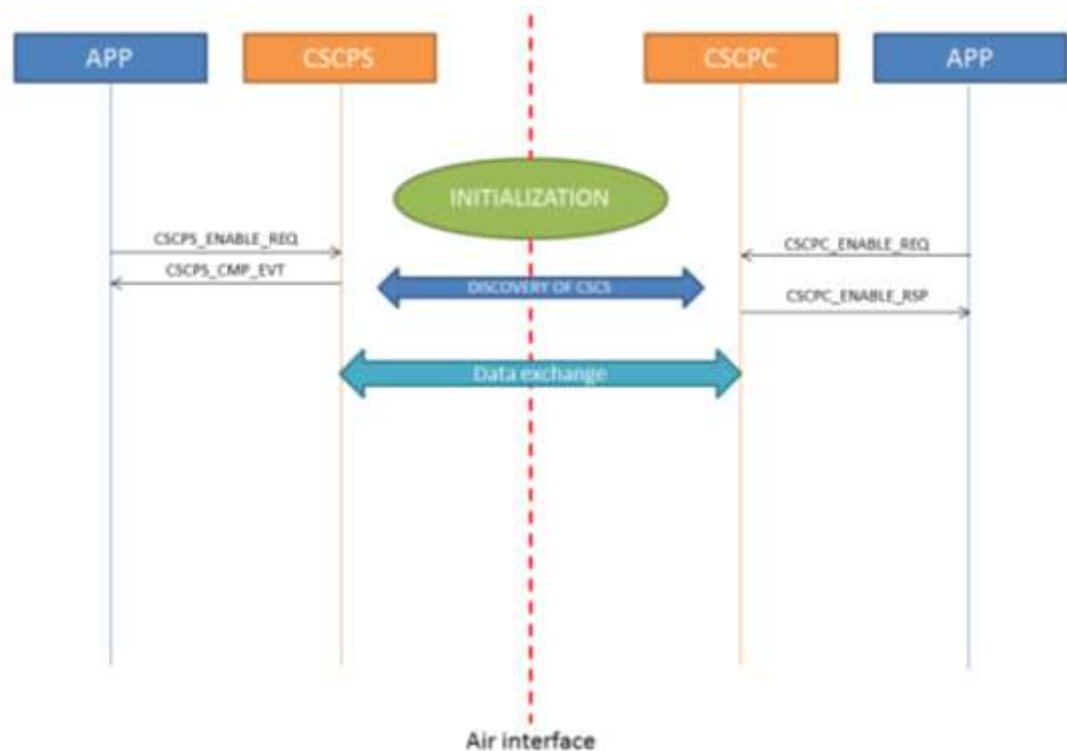 APP
CSCPS
CSCPC
APP
INITIALIZATION
CSCPS_ENABLE_REQ
CSCPC_ENABLE_REQ
CSCPS_CMP_EVT
DISCOVERY OF CSCS
CSCPC_ENABLE_RSP
Data exchange
Air interface